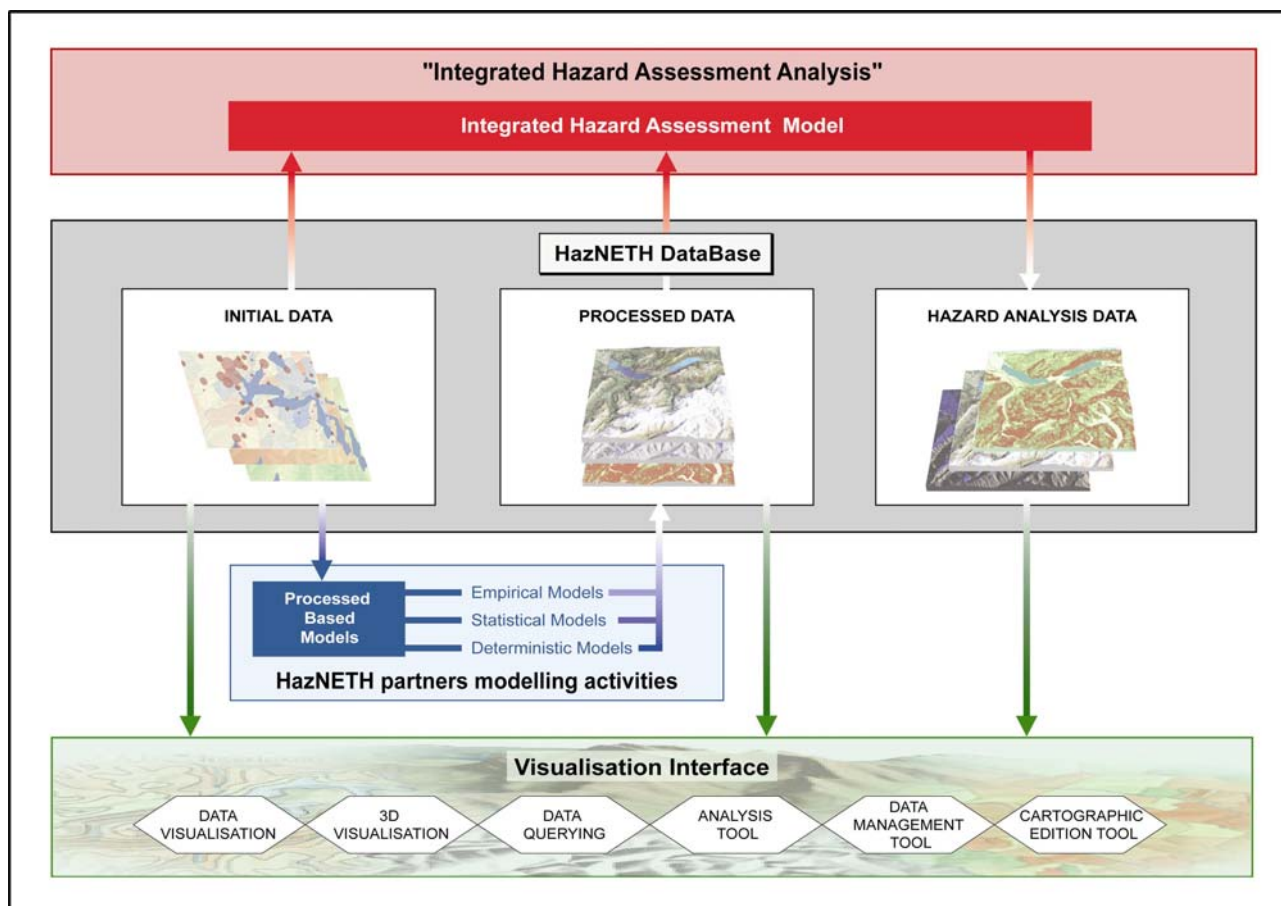 "Integrated Hazard Assessment Analysis"
Integrated Hazard Assessment Model
HazNETH DataBase
INITIAL DATA
PROCESSED DATA
HAZARD ANALYSIS DATA
Processed
Based
Models
Empirical Models
Statistical Models
Deterministic Models
HazNETH partners modelling activities
Visualisation Interface
DATA
VISUALISATION
3D
VISUALISATION
DATA
QUERYING
ANALYSIS
TOOL
DATA
MANAGEMENT
TOOL
CARTOGRAPHIC
EDITION TOOL